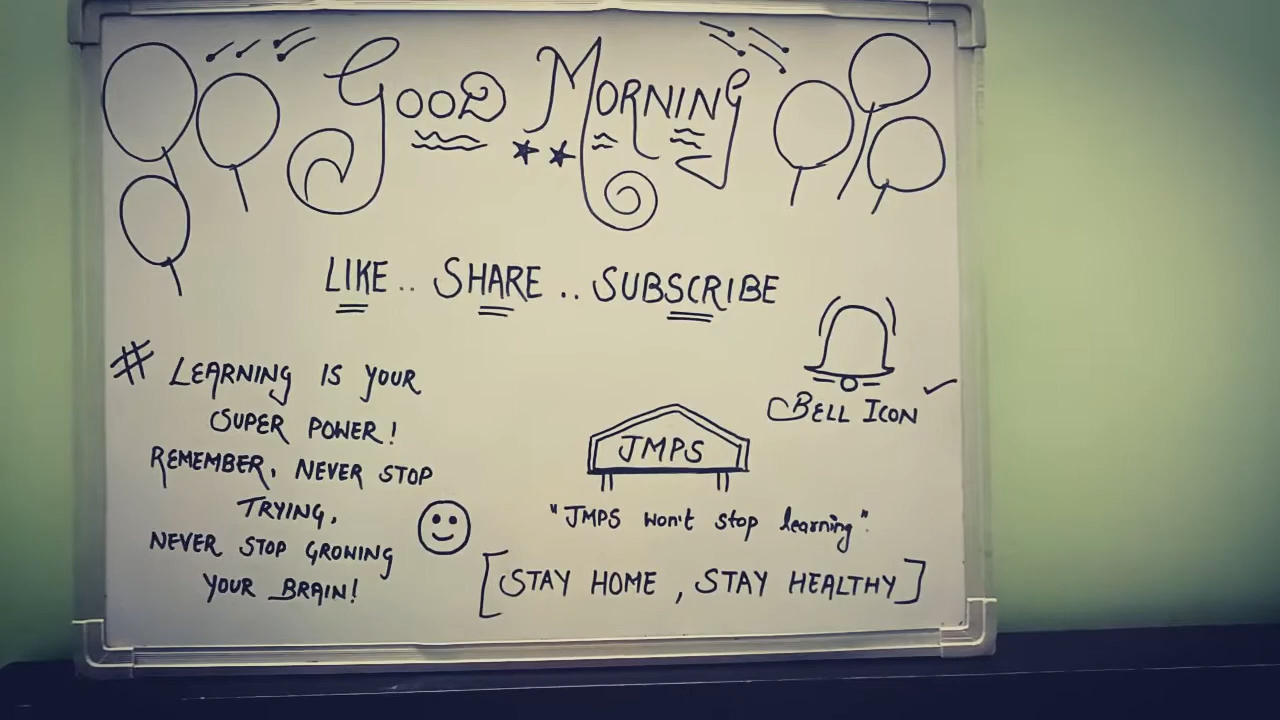 GOOD MORNING
LIKE.. SHARE.. SUBSCRIBE
# LEARNING IS YOUR
SUPER POWER!
REMEMBER, NEVER STOP
TRYING,
NEVER STOP GROWING
YOUR BRAIN!
BELL ICON
JMPS
"JMPS won't stop learning".
[STAY HOME, STAY HEALTHY]